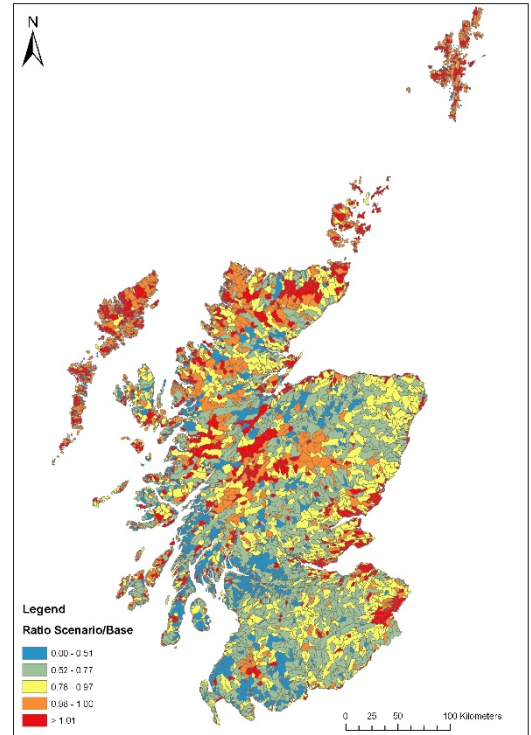 N
Legend
Ratio Scenario/Base
0.00 - 0.51
0.52 - 0.77
0.78 - 0.97
0.98 - 1.00
> 1.01
0 25 50 100 Kilometers